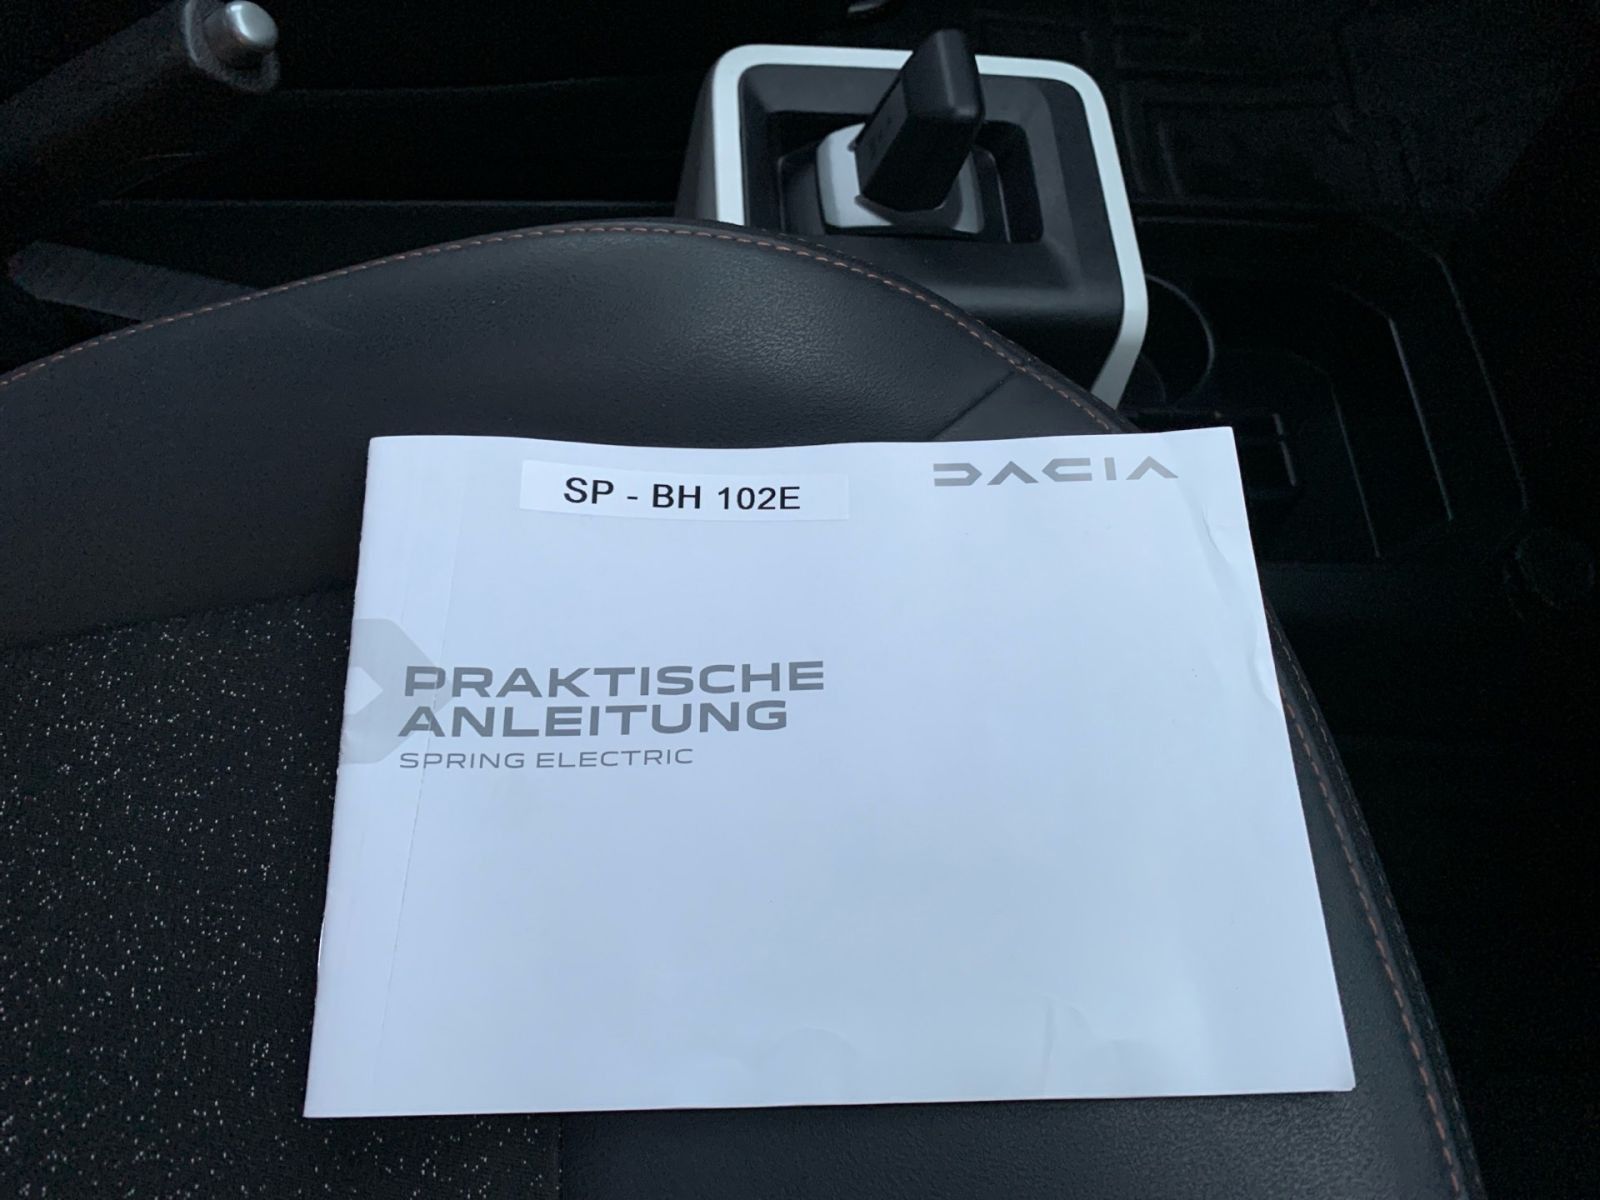 SP - BH 102E
DACIA
PRAKTISCHE
ANLEITUNG
SPRING ELECTRIC